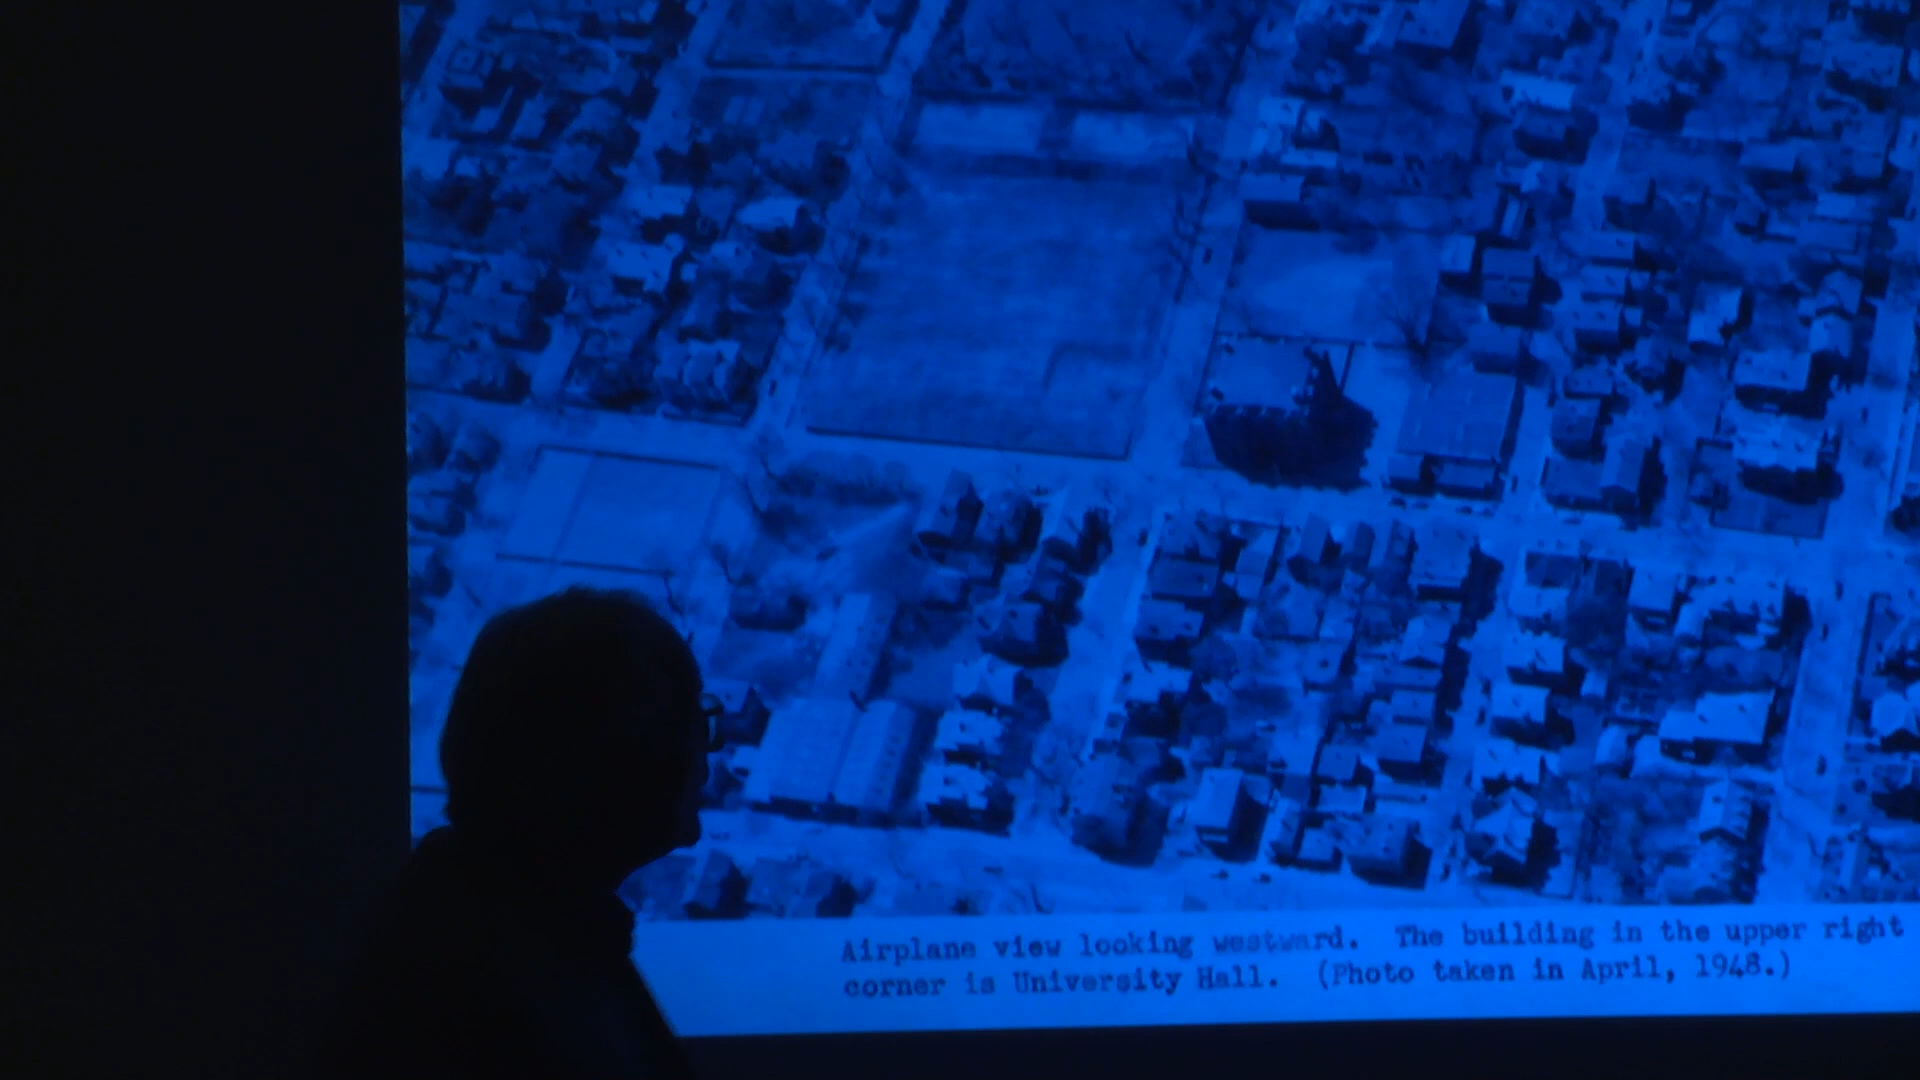 Airplane view looking westward. The building in the upper right
corner is University Hall. (Photo taken in April, 1948.)